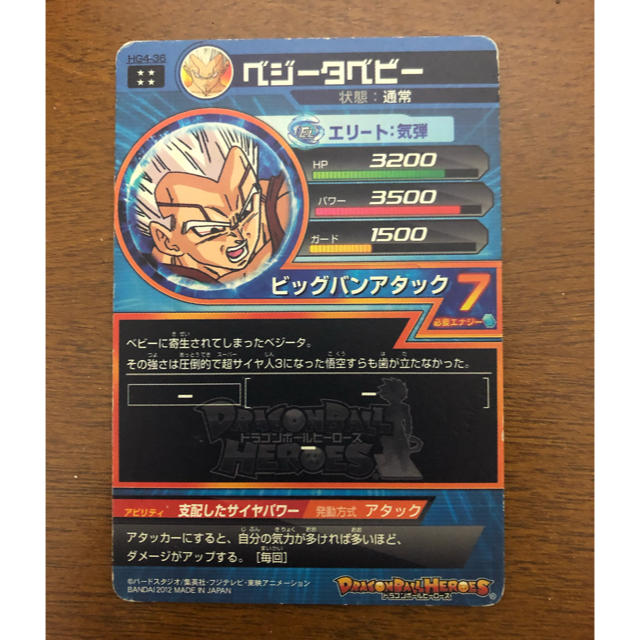 HG4-36
ベジータベビー
状態:通常
EL エリート:気弾
HP 3200
パワー 3500
ガード 1500
ビッグバンアタック 7
必要エナジー
ベビーに寄生されてしまったベジータ。
その強さは圧倒的で超サイヤ人3になった悟空すらも歯が立たなかった。
DRAGONBALL
ドラゴンボールヒーローズ
HEROES
アビリティ 支配したサイヤパワー 発動方式 アタック
アタッカーにすると、自分の気力が多ければ多いほど、
ダメージがアップする。[毎回]
©バードスタジオ/集英社・フジテレビ・東映アニメーション
BANDAI 2012 MADE IN JAPAN
DRAGONBALL HEROES
ドラゴンボールヒーローズ